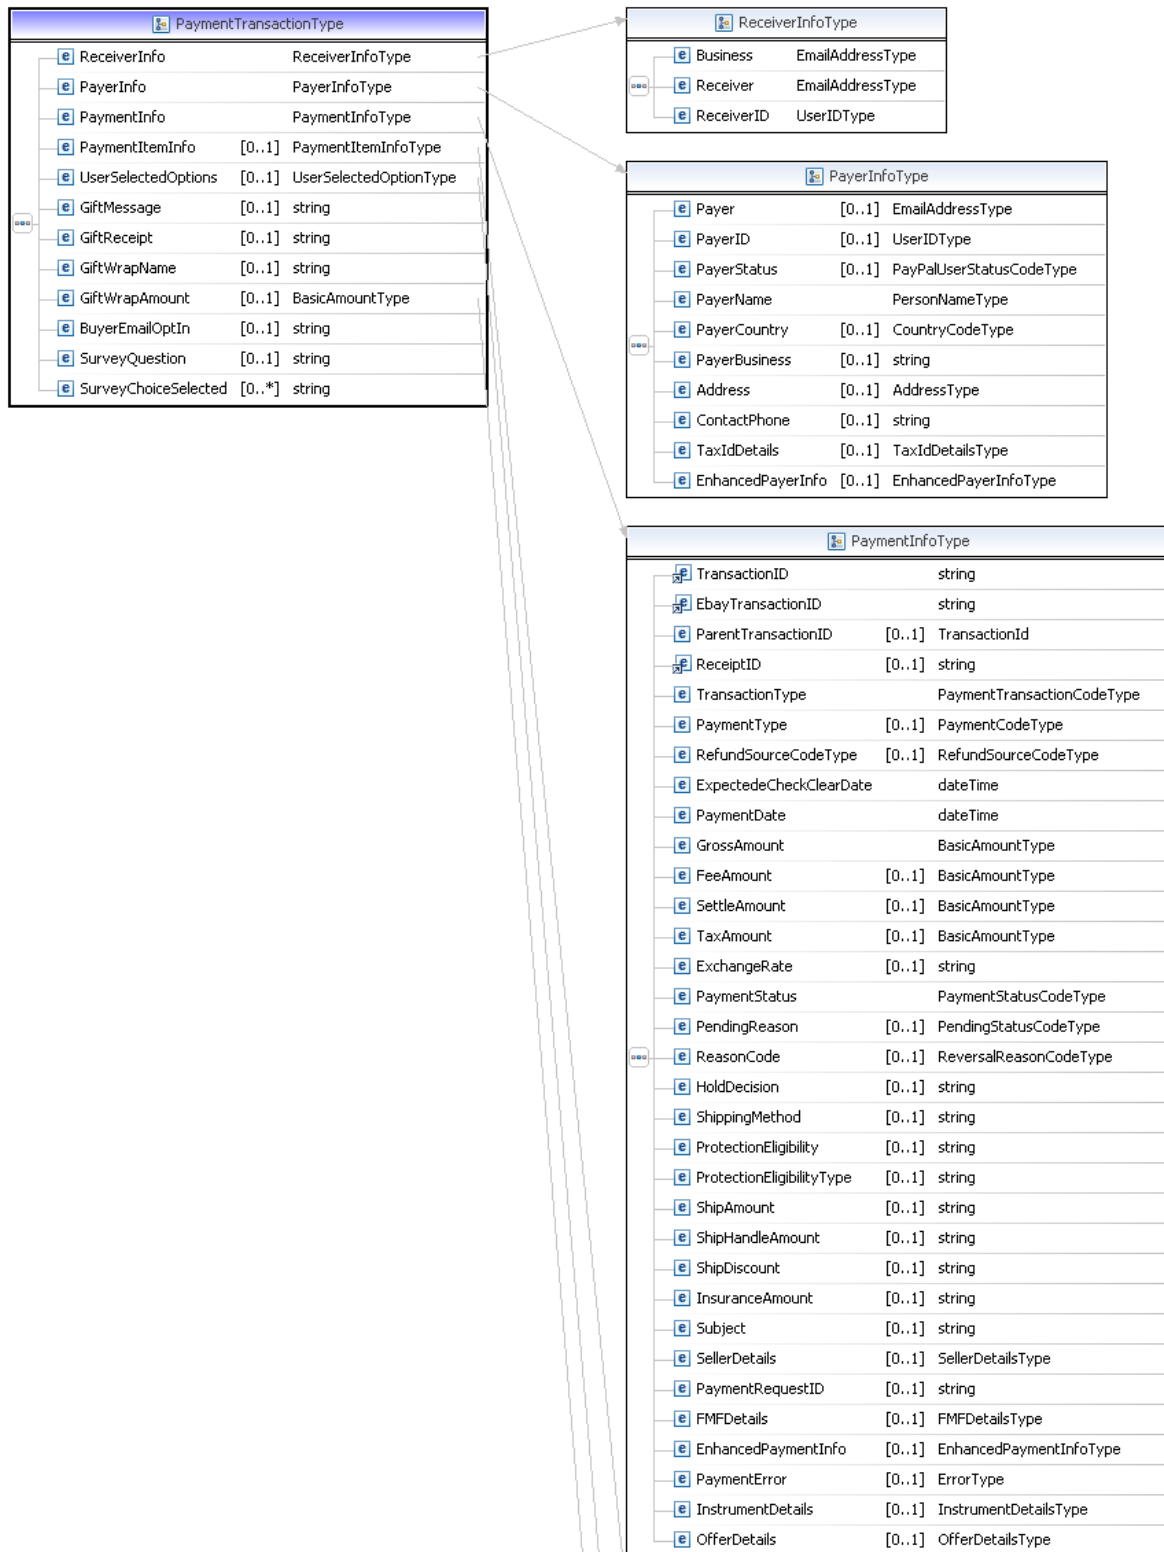 PaymentTransactionType
ReceiverInfo ReceiverInfoType
PayerInfo PayerInfoType
PaymentInfo PaymentInfoType
PaymentItemInfo [0..1] PaymentItemInfoType
UserSelectedOptions [0..1] UserSelectedOptionType
GiftMessage [0..1] string
GiftReceipt [0..1] string
GiftWrapName [0..1] string
GiftWrapAmount [0..1] BasicAmountType
BuyerEmailOptIn [0..1] string
SurveyQuestion [0..1] string
SurveyChoiceSelected [0..*] string
ReceiverInfoType
Business EmailAddressType
Receiver EmailAddressType
ReceiverID UserIDType
PayerInfoType
Payer [0..1] EmailAddressType
PayerID [0..1] UserIDType
PayerStatus [0..1] PayPalUserStatusCodeType
PayerName PersonNameType
PayerCountry [0..1] CountryCodeType
PayerBusiness [0..1] string
Address [0..1] AddressType
ContactPhone [0..1] string
TaxIdDetails [0..1] TaxIdDetailsType
EnhancedPayerInfo [0..1] EnhancedPayerInfoType
PaymentInfoType
TransactionID string
EbayTransactionID string
ParentTransactionID [0..1] TransactionId
ReceiptID [0..1] string
TransactionType PaymentTransactionCodeType
PaymentType [0..1] PaymentCodeType
RefundSourceCodeType [0..1] RefundSourceCodeType
ExpectedeCheckClearDate dateTime
PaymentDate dateTime
GrossAmount BasicAmountType
FeeAmount [0..1] BasicAmountType
SettleAmount [0..1] BasicAmountType
TaxAmount [0..1] BasicAmountType
ExchangeRate [0..1] string
PaymentStatus PaymentStatusCodeType
PendingReason [0..1] PendingStatusCodeType
ReasonCode [0..1] ReversalReasonCodeType
HoldDecision [0..1] string
ShippingMethod [0..1] string
ProtectionEligibility [0..1] string
ProtectionEligibilityType [0..1] string
ShipAmount [0..1] string
ShipHandleAmount [0..1] string
ShipDiscount [0..1] string
InsuranceAmount [0..1] string
Subject [0..1] string
SellerDetails [0..1] SellerDetailsType
PaymentRequestID [0..1] string
FMFDetails [0..1] FMFDetailsType
EnhancedPaymentInfo [0..1] EnhancedPaymentInfoType
PaymentError [0..1] ErrorType
InstrumentDetails [0..1] InstrumentDetailsType
OfferDetails [0..1] OfferDetailsType